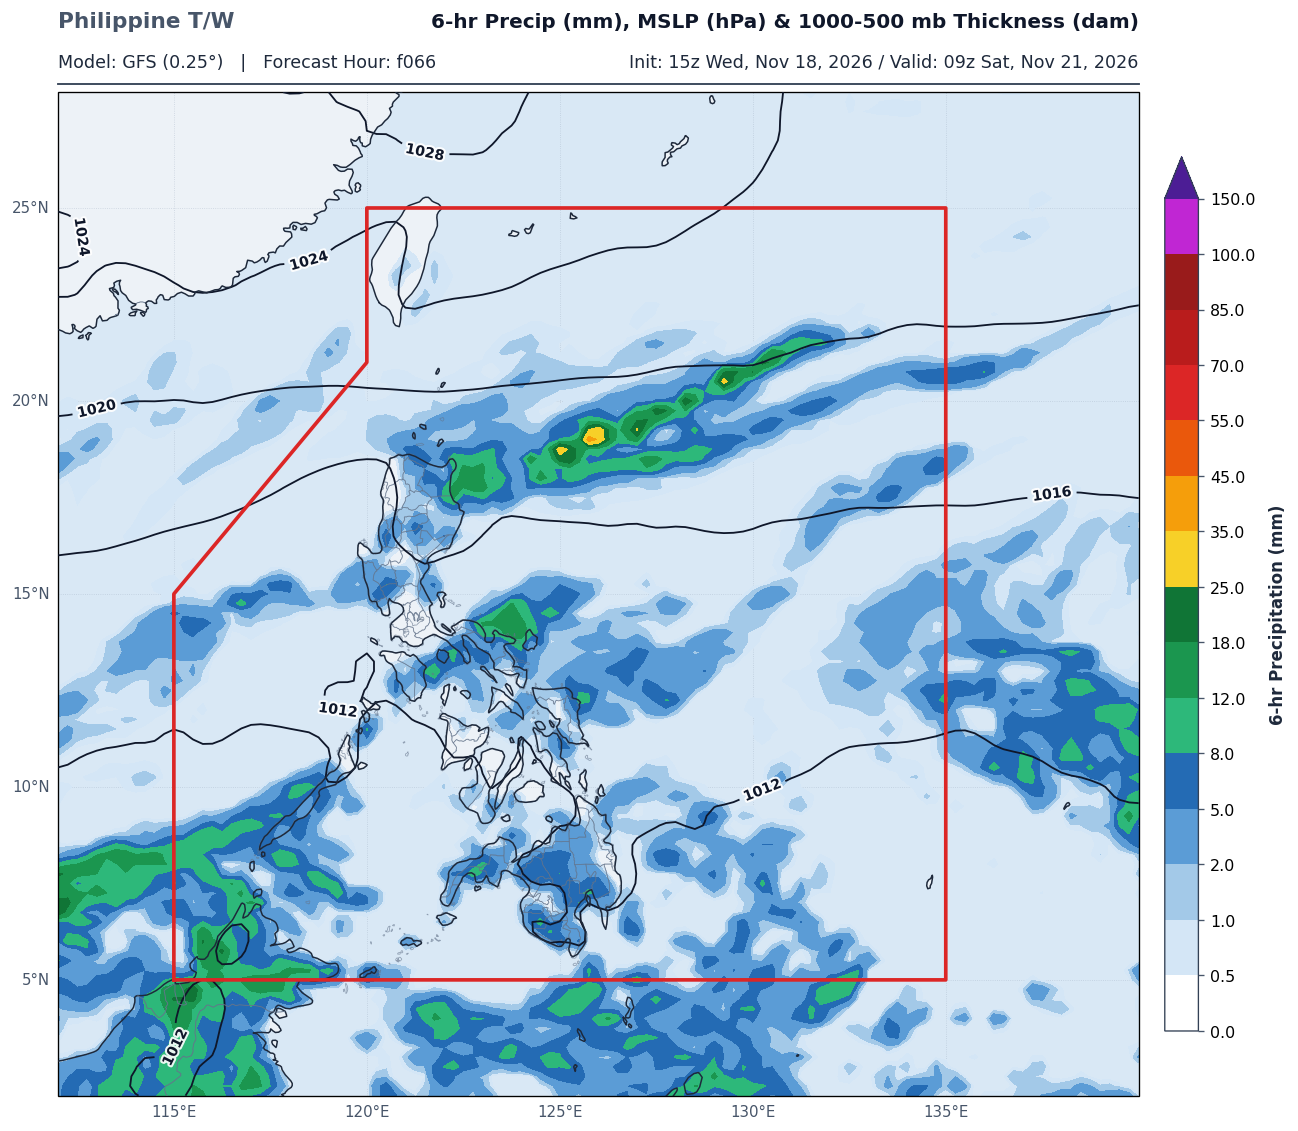 Philippine T/W
6-hr Precip (mm), MSLP (hPa) & 1000-500 mb Thickness (dam)
Model: GFS (0.25°) | Forecast Hour: f066
Init: 15z Wed, Nov 18, 2026 / Valid: 09z Sat, Nov 21, 2026
1028
1024
1024
1020
1016
1012
1012
1012
25°N
20°N
15°N
10°N
5°N
115°E
120°E
125°E
130°E
135°E
150.0
100.0
85.0
70.0
55.0
45.0
35.0
25.0
18.0
12.0
8.0
5.0
2.0
1.0
0.5
0.0
6-hr Precipitation (mm)